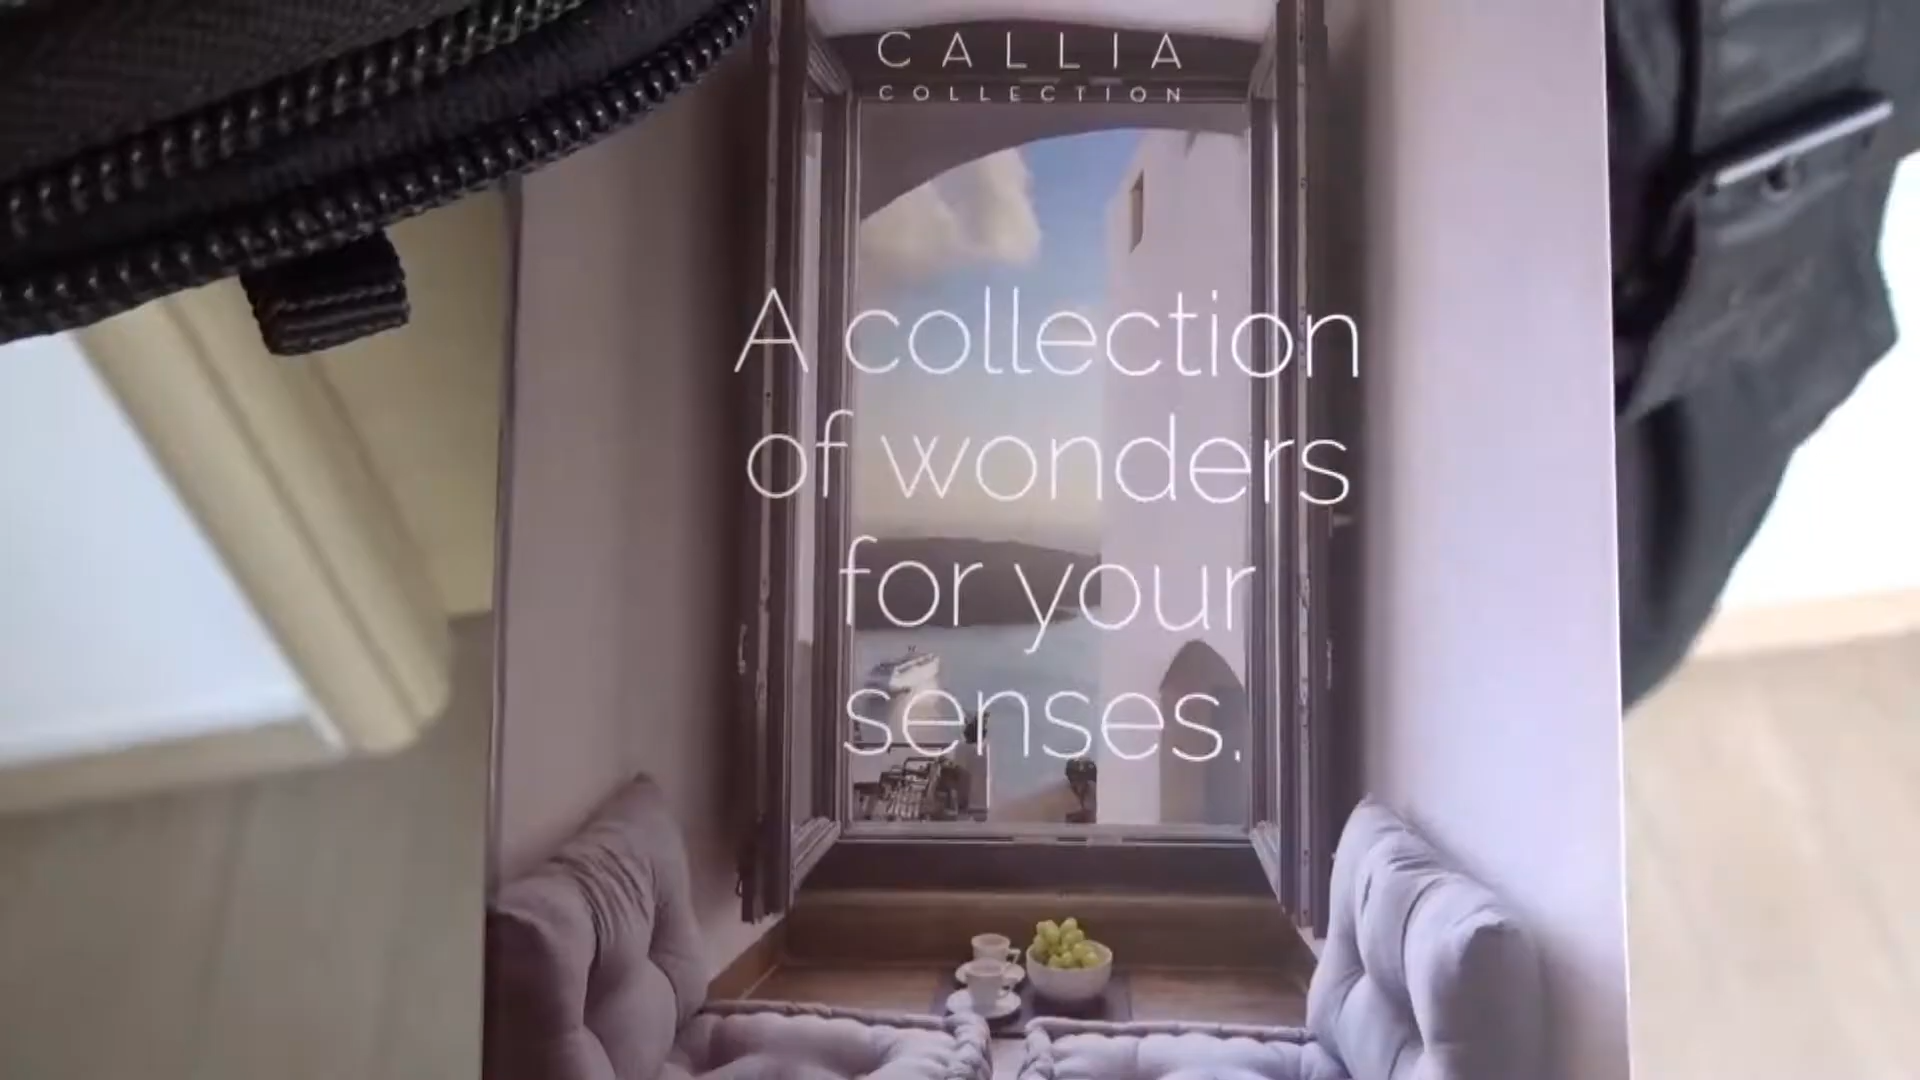 CALLIA
COLLECTION
A collection
of wonders
for your
senses.